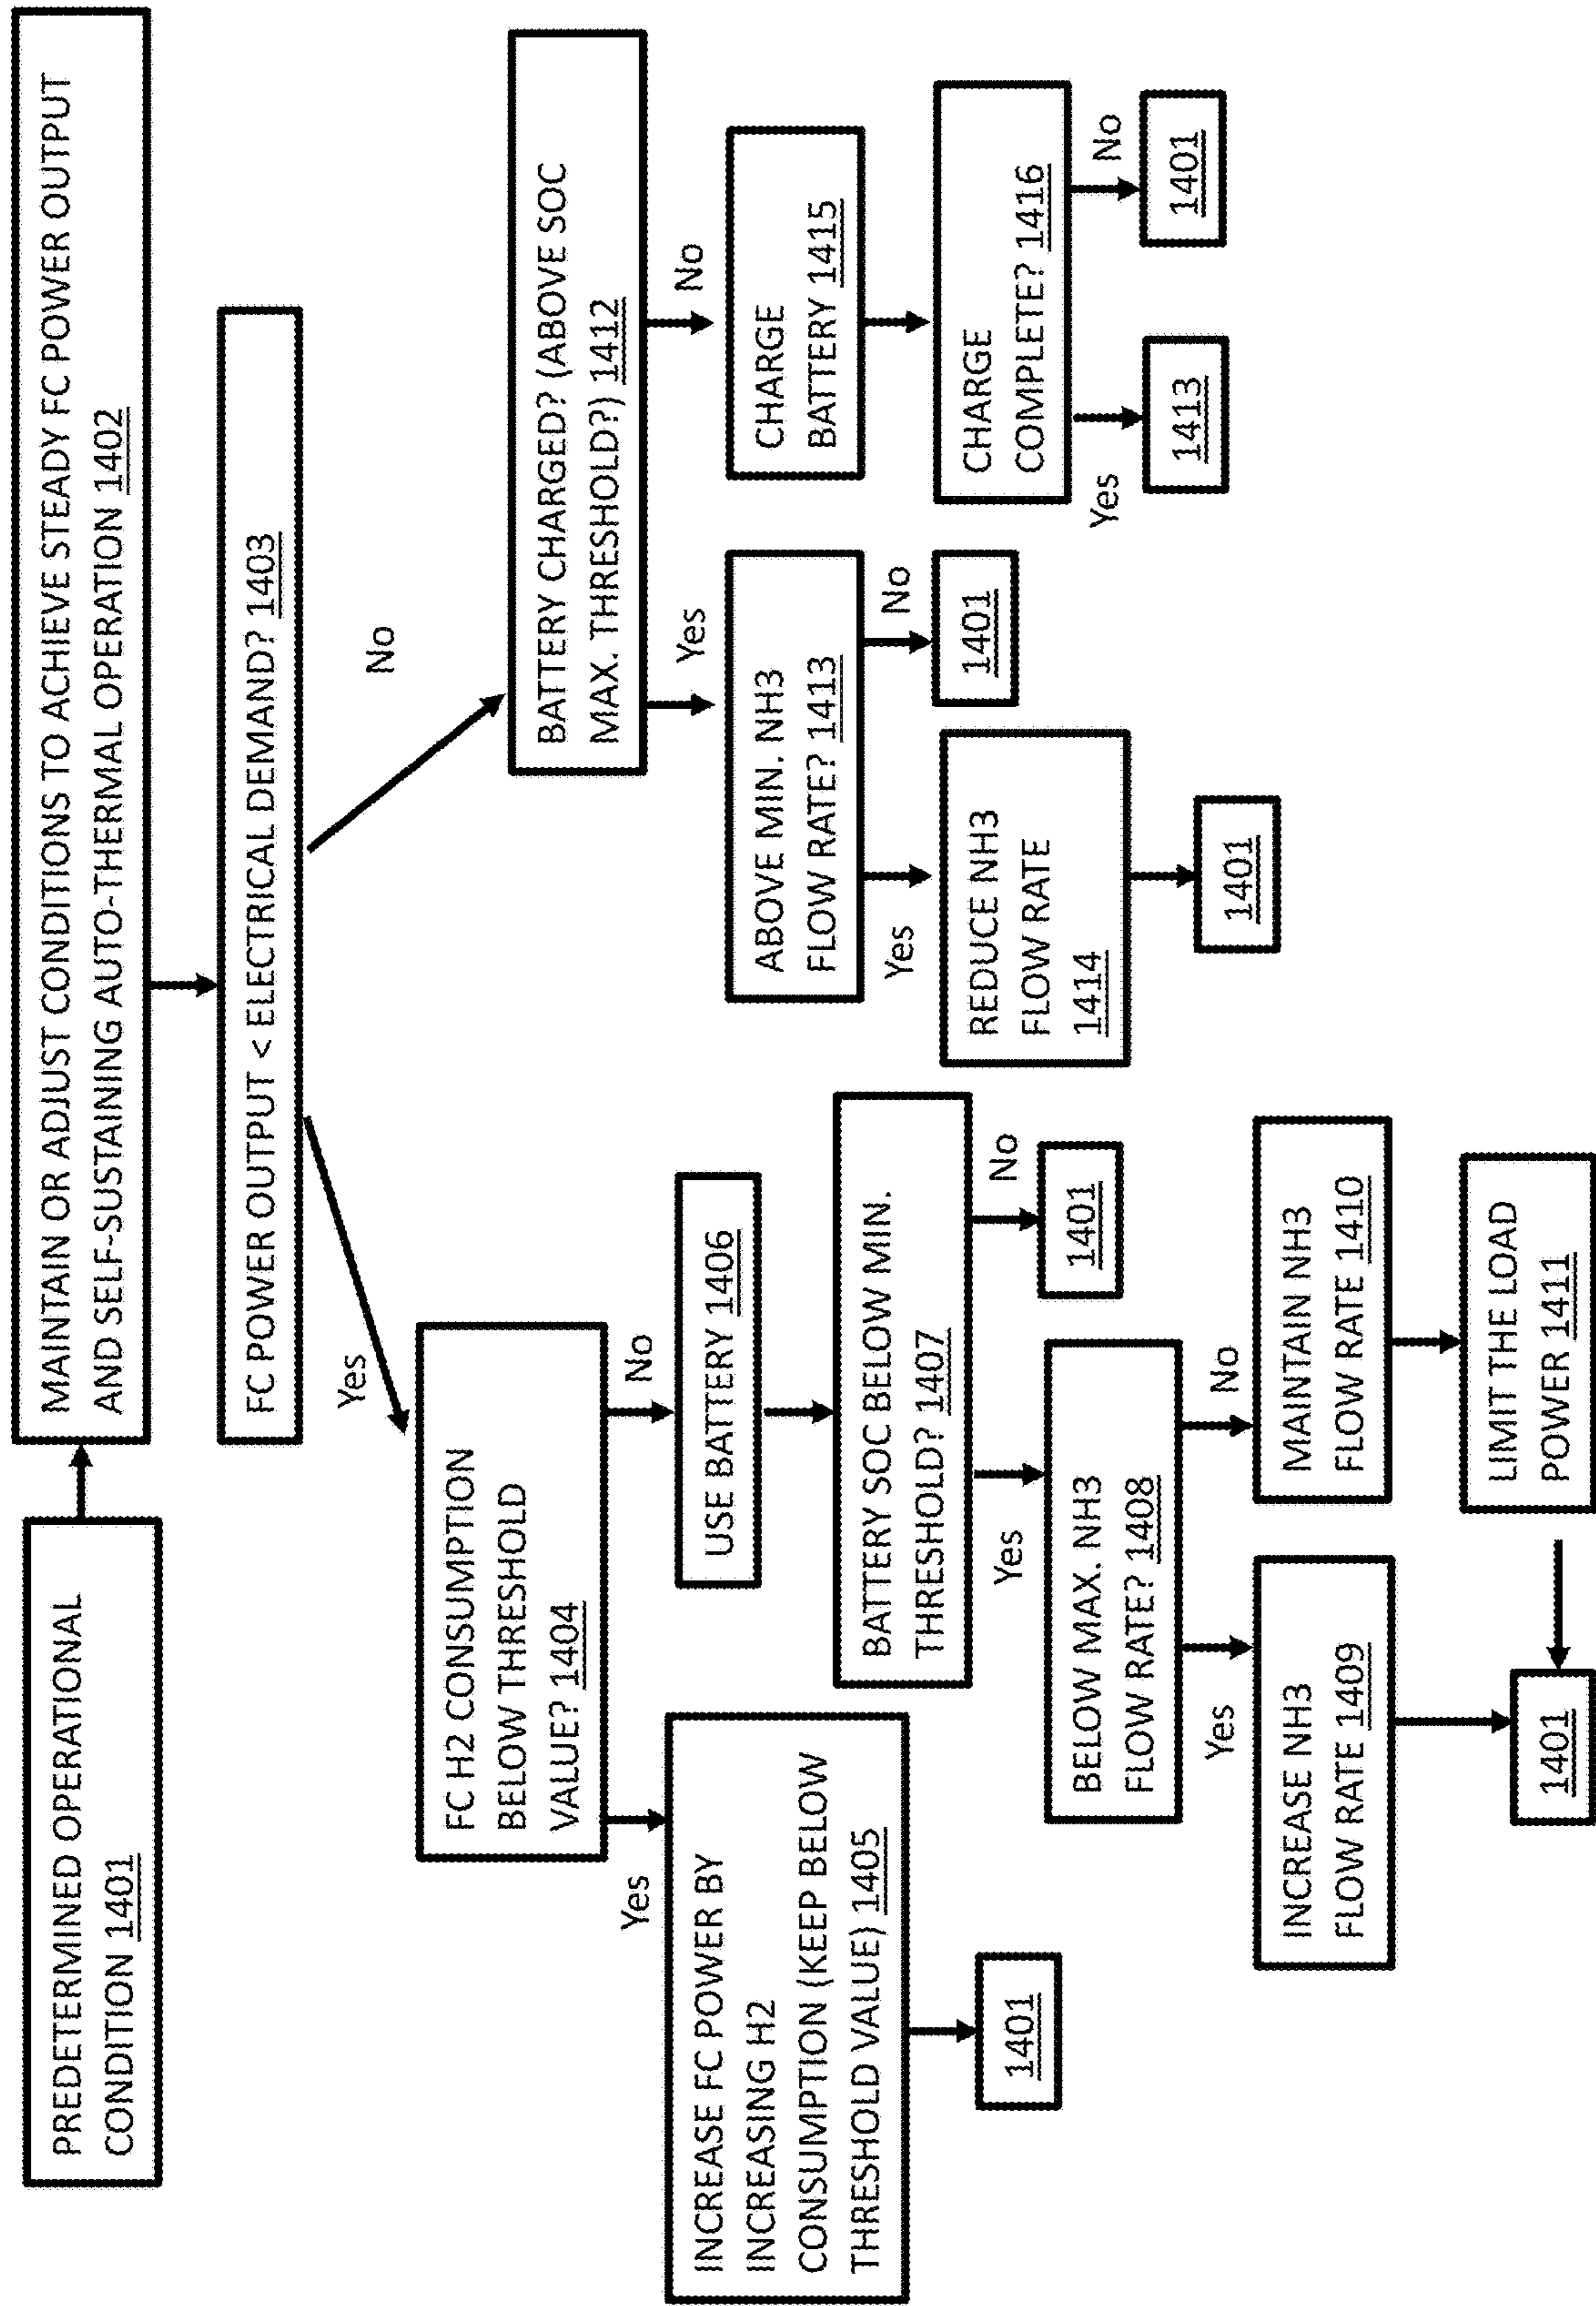 PREDETERMINED OPERATIONAL
CONDITION 1401
MAINTAIN OR ADJUST CONDITIONS TO ACHIEVE STEADY FC POWER OUTPUT
AND SELF-SUSTAINING AUTO-THERMAL OPERATION 1402
FC POWER OUTPUT < ELECTRICAL DEMAND? 1403
Yes
No
FC H2 CONSUMPTION
BELOW THRESHOLD
VALUE? 1404
Yes
No
INCREASE FC POWER BY
INCREASING H2
CONSUMPTION (KEEP BELOW
THRESHOLD VALUE) 1405
1401
USE BATTERY 1406
BATTERY SOC BELOW MIN.
THRESHOLD? 1407
Yes
No
1401
BELOW MAX. NH3
FLOW RATE? 1408
Yes
No
INCREASE NH3
FLOW RATE 1409
1401
MAINTAIN NH3
FLOW RATE 1410
LIMIT THE LOAD
POWER 1411
BATTERY CHARGED? (ABOVE SOC
MAX. THRESHOLD?) 1412
Yes
No
ABOVE MIN. NH3
FLOW RATE? 1413
Yes
No
REDUCE NH3
FLOW RATE
1414
1401
1401
CHARGE
BATTERY 1415
CHARGE
COMPLETE? 1416
Yes
No
1413
1401